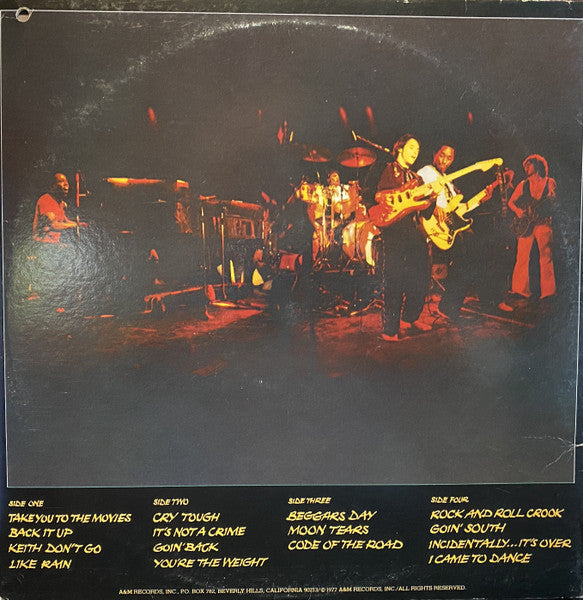 SIDE ONE
TAKE YOU TO THE MOVIES
BACK IT UP
KEITH DON'T GO
LIKE RAIN
SIDE TWO
CRY TOUGH
IT'S NOT A CRIME
GOIN' BACK
YOU'RE THE WEIGHT
SIDE THREE
BEGGARS DAY
MOON TEARS
CODE OF THE ROAD
SIDE FOUR
ROCK AND ROLL CROOK
GOIN' SOUTH
INCIDENTALLY...IT'S OVER
I CAME TO DANCE
A&M RECORDS, INC., P.O. BOX 782, BEVERLY HILLS, CALIFORNIA 90213/© 1977 A&M RECORDS, INC./ALL RIGHTS RESERVED.